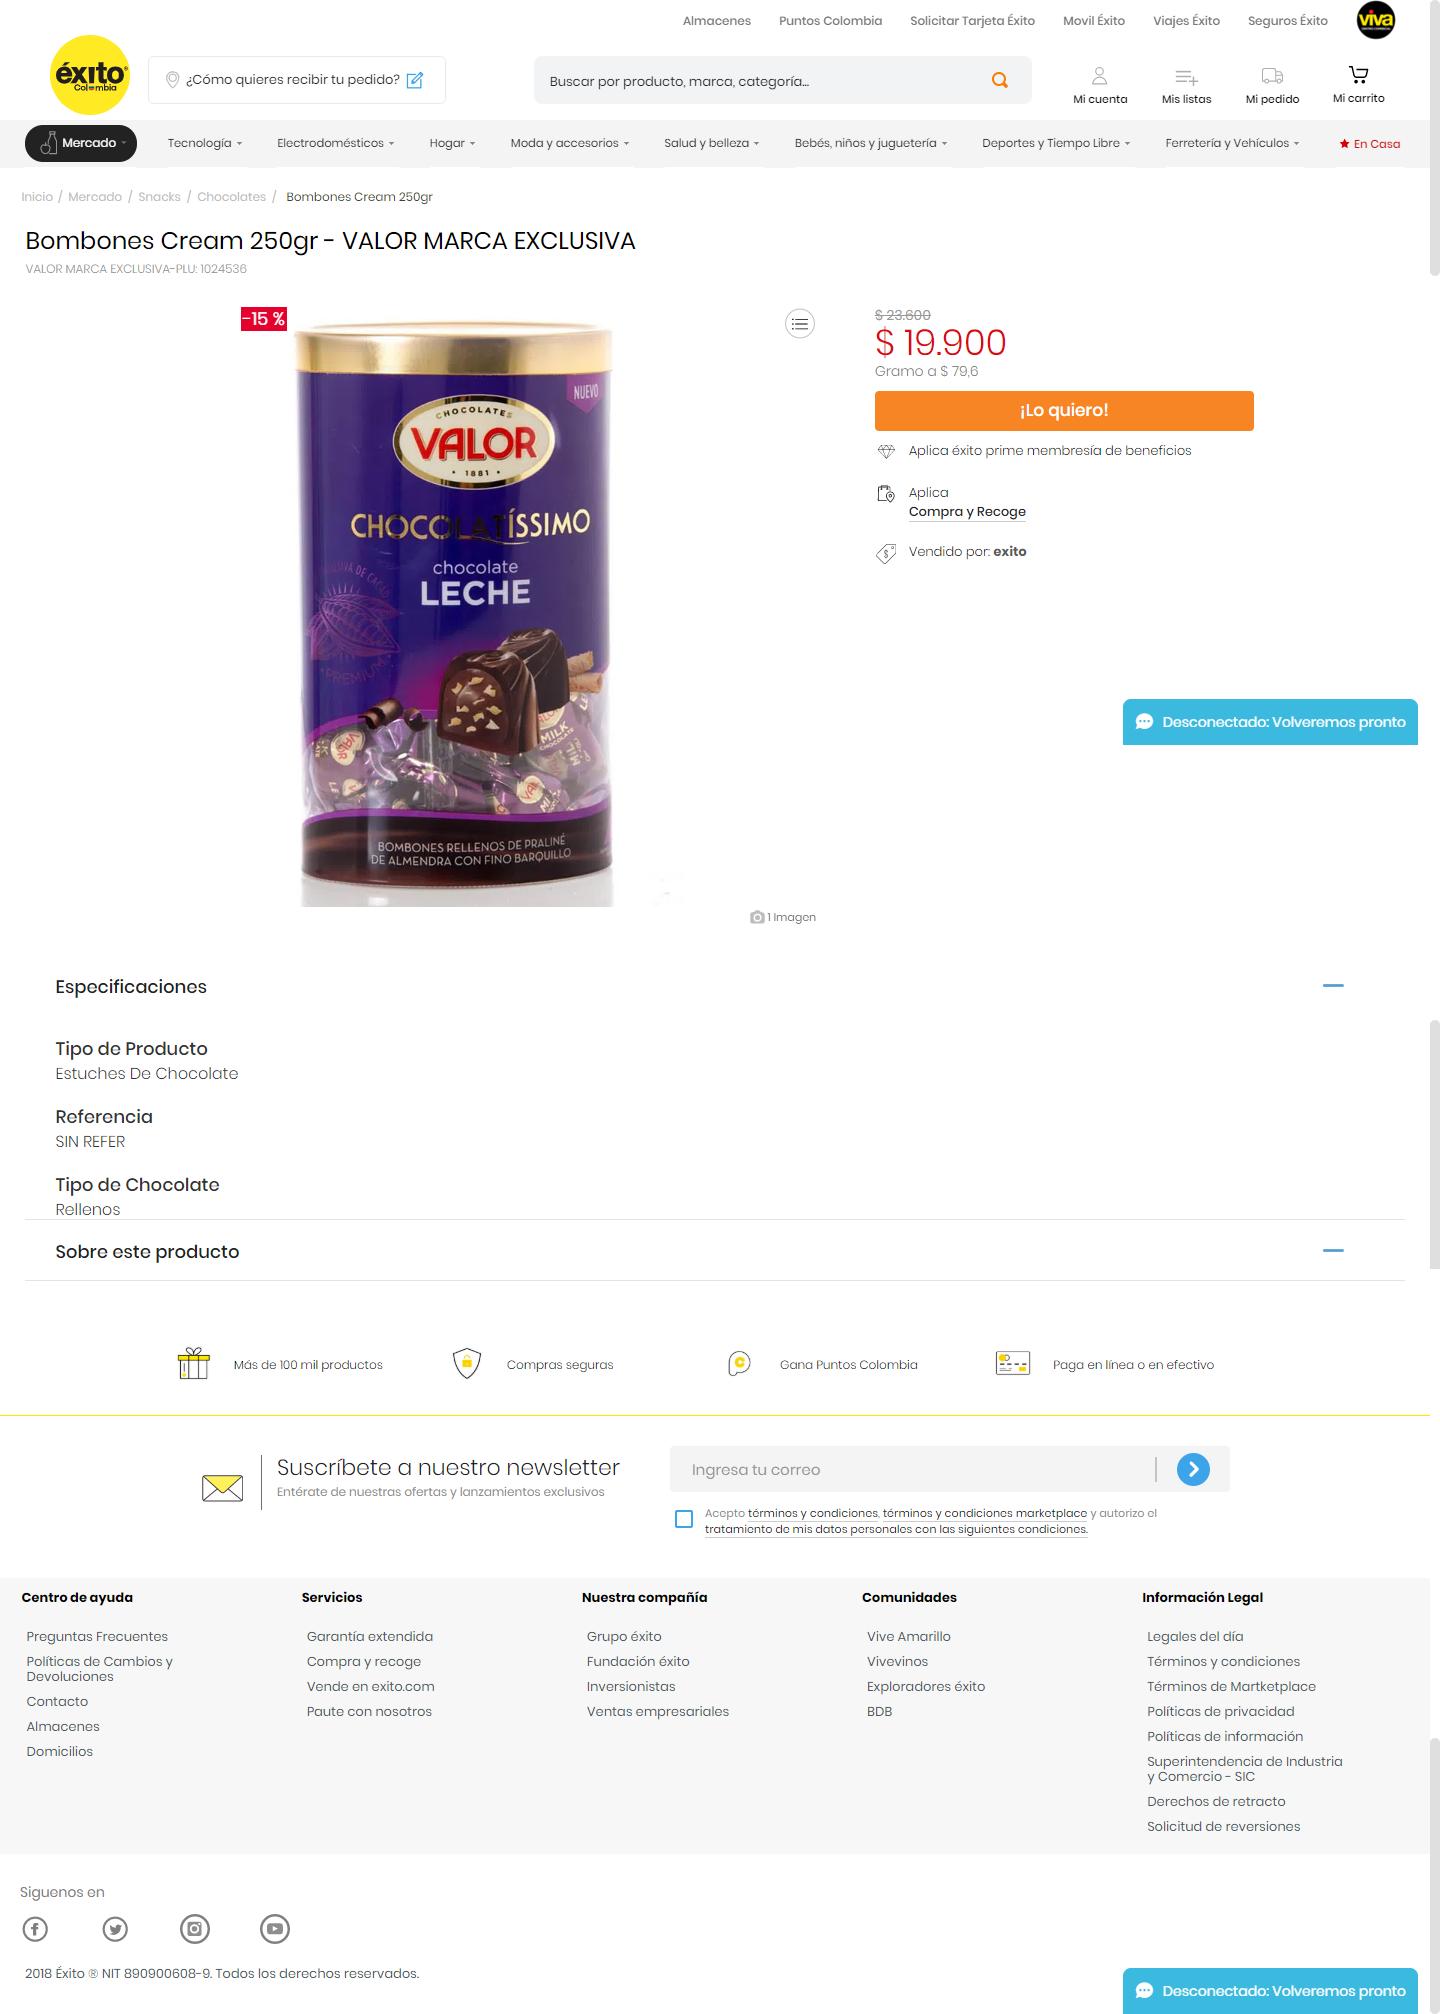 Almacenes
Puntos Colombia
Solicitar Tarjeta Éxito
Movil Éxito
Viajes Éxito
Seguros Éxito
viva
éxito
Colombia
¿Cómo quieres recibir tu pedido?
Buscar por producto, marca, categoría...
Mi cuenta
Mis listas
Mi pedido
Mi carrito
Mercado
Tecnología
Electrodomésticos
Hogar
Moda y accesorios
Salud y belleza
Bebés, niños y juguetería
Deportes y Tiempo Libre
Ferretería y Vehículos
En Casa
Inicio / Mercado / Snacks / Chocolates / Bombones Cream 250gr
Bombones Cream 250gr - VALOR MARCA EXCLUSIVA
VALOR MARCA EXCLUSIVA-PLU: 1024536
-15 %
NUEVO
CHOCOLATES
VALOR
· 1881 ·
CHOCOLATÍSSIMO
chocolate
LECHE
PREMIUM
BOMBONES RELLENOS DE PRALINÉ
DE ALMENDRA CON FINO BARQUILLO
1 Imagen
$ 23.600
$ 19.900
Gramo a $ 79,6
¡Lo quiero!
Aplica éxito prime membresía de beneficios
Aplica
Compra y Recoge
Vendido por: exito
Desconectado: Volveremos pronto
Especificaciones
Tipo de Producto
Estuches De Chocolate
Referencia
SIN REFER
Tipo de Chocolate
Rellenos
Sobre este producto
Más de 100 mil productos
Compras seguras
Gana Puntos Colombia
Paga en línea o en efectivo
Suscríbete a nuestro newsletter
Entérate de nuestras ofertas y lanzamientos exclusivos
Ingresa tu correo
Acepto términos y condiciones, términos y condiciones marketplace y autorizo el
tratamiento de mis datos personales con las siguientes condiciones.
Centro de ayuda
Preguntas Frecuentes
Políticas de Cambios y
Devoluciones
Contacto
Almacenes
Domicilios
Servicios
Garantía extendida
Compra y recoge
Vende en exito.com
Paute con nosotros
Nuestra compañía
Grupo éxito
Fundación éxito
Inversionistas
Ventas empresariales
Comunidades
Vive Amarillo
Vivevinos
Exploradores éxito
BDB
Información Legal
Legales del día
Términos y condiciones
Términos de Martketplace
Políticas de privacidad
Políticas de información
Superintendencia de Industria
y Comercio - SIC
Derechos de retracto
Solicitud de reversiones
Siguenos en
2018 Éxito ® NIT 890900608-9. Todos los derechos reservados.
Desconectado: Volveremos pronto